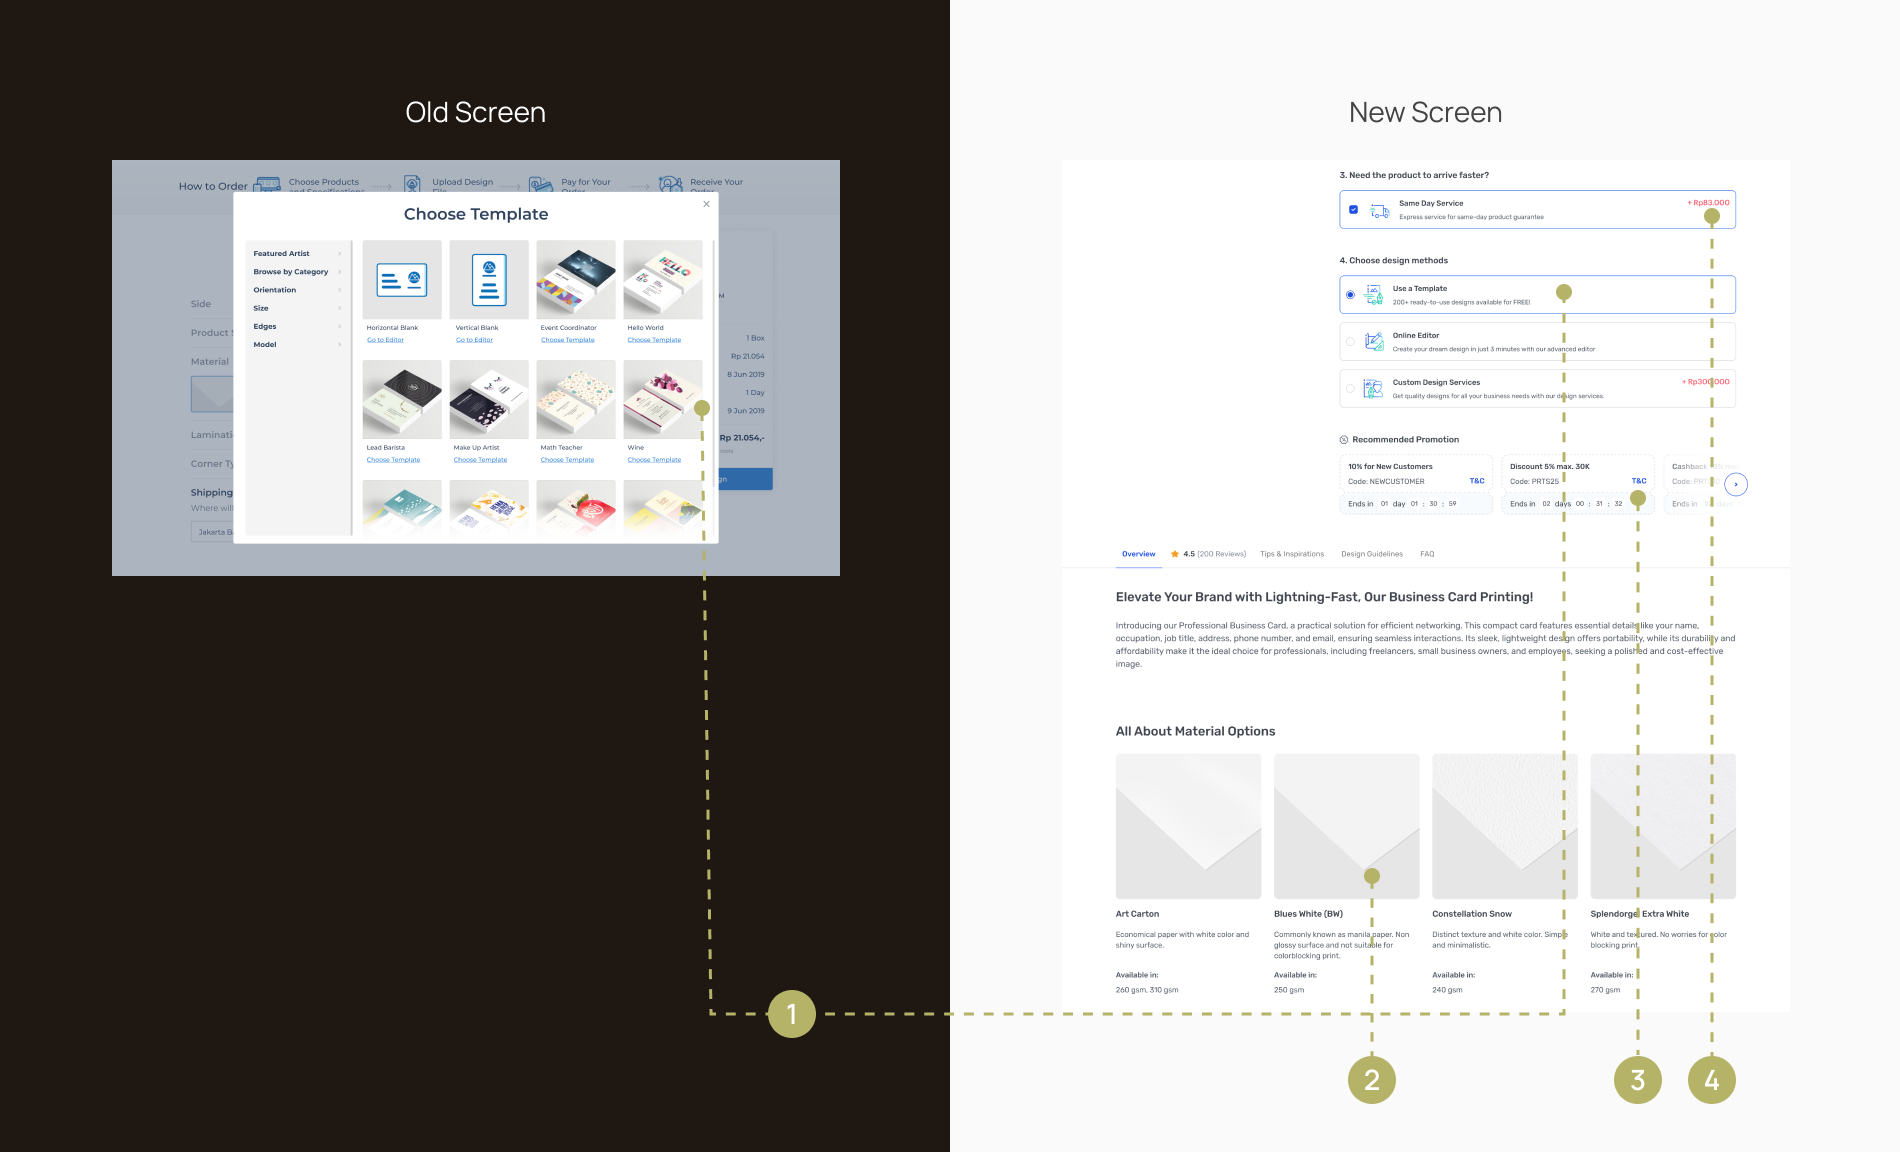 Old Screen
How to Order
Choose Products
and Specifications
Upload Design
File
Pay for Your
Order
Receive Your
Order
Choose Template
Featured Artist
Browse by Category
Orientation
Size
Edges
Model
Horizontal Blank
Go to Editor
Vertical Blank
Go to Editor
Event Coordinator
Choose Template
Hello World
Choose Template
Lead Barista
Choose Template
Make Up Artist
Choose Template
Math Teacher
Choose Template
Wine
Choose Template
HELLO
Side
Product S
Material
Laminati
Corner Ty
Shipping
Where will
Jakarta Ba
M
1 Box
Rp 21.054
8 Jun 2019
1 Day
9 Jun 2019
Rp 21.054,-
gn
1
New Screen
3. Need the product to arrive faster?
Same Day Service
+ Rp83.000
Express service for same-day product guarantee
4. Choose design methods
Use a Template
200+ ready-to-use designs available for FREE!
Online Editor
Create your dream design in just 3 minutes with our advanced editor
Custom Design Services
+ Rp300.000
Get quality designs for all your business needs with our design services.
Recommended Promotion
10% for New Customers
Code: NEWCUSTOMER T&C
Ends in 01 day 01 : 30 : 59
Discount 5% max. 30K
Code: PRTS25 T&C
Ends in 02 days 00 : 31 : 32
Cashback
Code: PRT
Ends in
Overview
4.5 (200 Reviews)
Tips & Inspirations
Design Guidelines
FAQ
Elevate Your Brand with Lightning-Fast, Our Business Card Printing!
Introducing our Professional Business Card, a practical solution for efficient networking. This compact card features essential details like your name,
occupation, job title, address, phone number, and email, ensuring seamless interactions. Its sleek, lightweight design offers portability, while its durability and
affordability make it the ideal choice for professionals, including freelancers, small business owners, and employees, seeking a polished and cost-effective
image.
All About Material Options
Art Carton
Economical paper with white color and
shiny surface.
Available in:
260 gsm, 310 gsm
Blues White (BW)
Commonly known as manila paper. Non
glossy surface and not suitable for
colorblocking print.
Available in:
250 gsm
Constellation Snow
Distinct texture and white color. Simple
and minimalistic.
Available in:
240 gsm
Splendorgel Extra White
White and textured. No worries for color
blocking print.
Available in:
270 gsm
2
3
4